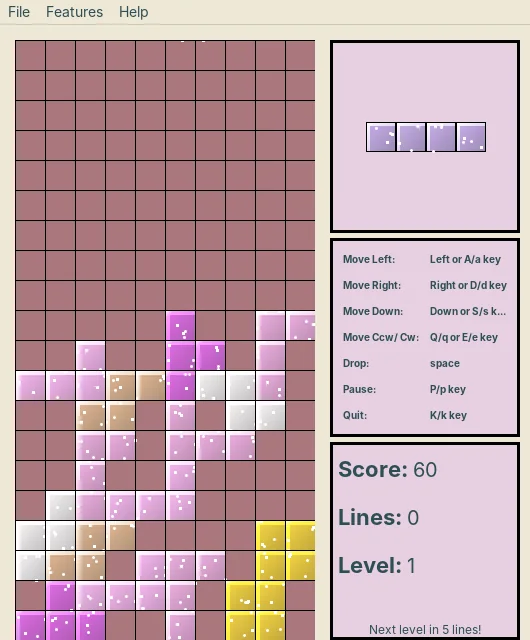 File Features Help
Move Left: Left or A/a key
Move Right: Right or D/d key
Move Down: Down or S/s k...
Move Ccw/ Cw: Q/q or E/e key
Drop: space
Pause: P/p key
Quit: K/k key
Score: 60
Lines: 0
Level: 1
Next level in 5 lines!